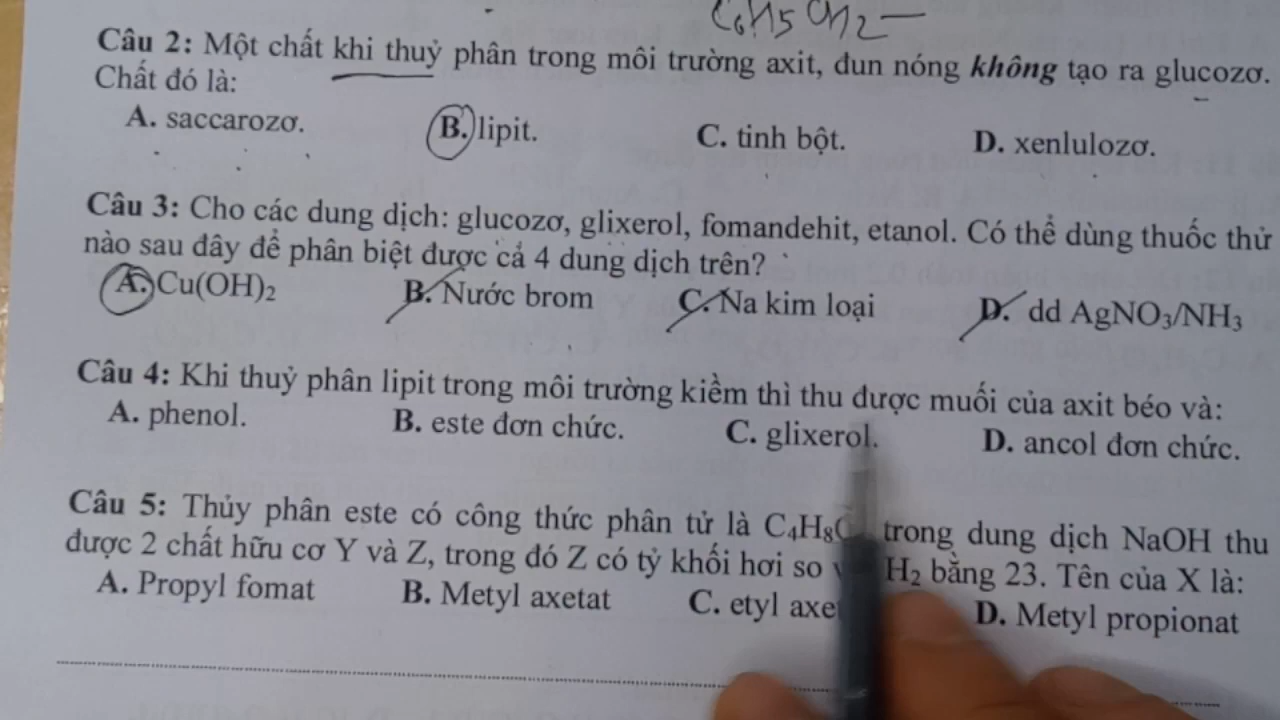 C₆H₅CH₂—
Câu 2: Một chất khi thuỷ phân trong môi trường axit, đun nóng không tạo ra glucozơ.
Chất đó là:
A. saccarozơ. B. lipit. C. tinh bột. D. xenlulozơ.
Câu 3: Cho các dung dịch: glucozơ, glixerol, fomandehit, etanol. Có thể dùng thuốc thử
nào sau đây để phân biệt được cả 4 dung dịch trên?
A. Cu(OH)₂ B. Nước brom C. Na kim loại D. dd AgNO₃/NH₃
Câu 4: Khi thuỷ phân lipit trong môi trường kiềm thì thu được muối của axit béo và:
A. phenol. B. este đơn chức. C. glixerol. D. ancol đơn chức.
Câu 5: Thủy phân este có công thức phân tử là C₄H₈ trong dung dịch NaOH thu
được 2 chất hữu cơ Y và Z, trong đó Z có tỷ khối hơi so H₂ bằng 23. Tên của X là:
A. Propyl fomat B. Metyl axetat C. etyl axe D. Metyl propionat